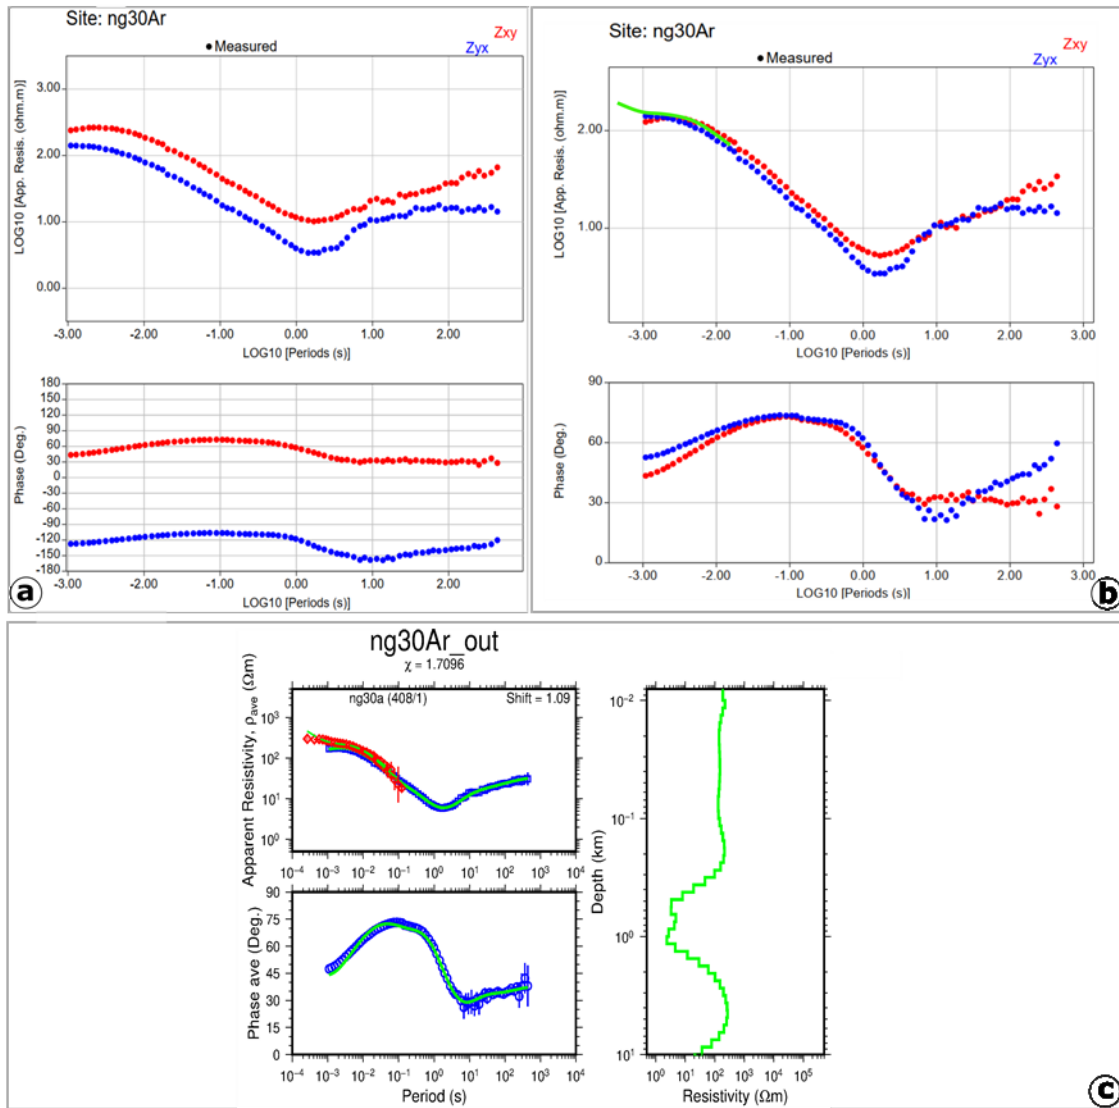 Site: ng30Ar
Zxy
Measured
Zyx
LOG10 [App. Resis. (ohm.m)]
3.00
2.00
1.00
0.00
-3.00 -2.00 -1.00 0.00 1.00 2.00
LOG10 [Periods (s)]
Phase (Deg.)
180
150
120
90
60
30
0
-30
-60
-90
-120
-150
-180
-3.00 -2.00 -1.00 0.00 1.00 2.00
LOG10 [Periods (s)]
a
Site: ng30Ar
Zxy
Measured
Zyx
LOG10 [App. Resis. (ohm.m)]
2.00
1.00
-3.00 -2.00 -1.00 0.00 1.00 2.00 3.00
LOG10 [Periods (s)]
Phase (Deg.)
90
60
30
0
-3.00 -2.00 -1.00 0.00 1.00 2.00 3.00
LOG10 [Periods (s)]
b
ng30Ar_out
χ = 1.7096
ng30a (408/1) Shift = 1.09
Apparent Resistivity, ρave (Ωm)
10³
10²
10¹
10⁰
10⁻⁴ 10⁻³ 10⁻² 10⁻¹ 10⁰ 10¹ 10² 10³ 10⁴
Phase ave (Deg.)
90
75
60
45
30
15
0
10⁻⁴ 10⁻³ 10⁻² 10⁻¹ 10⁰ 10¹ 10² 10³ 10⁴
Period (s)
Depth (km)
10⁻²
10⁻¹
10⁰
10¹
10⁰ 10¹ 10² 10³ 10⁴ 10⁵
Resistivity (Ωm)
c